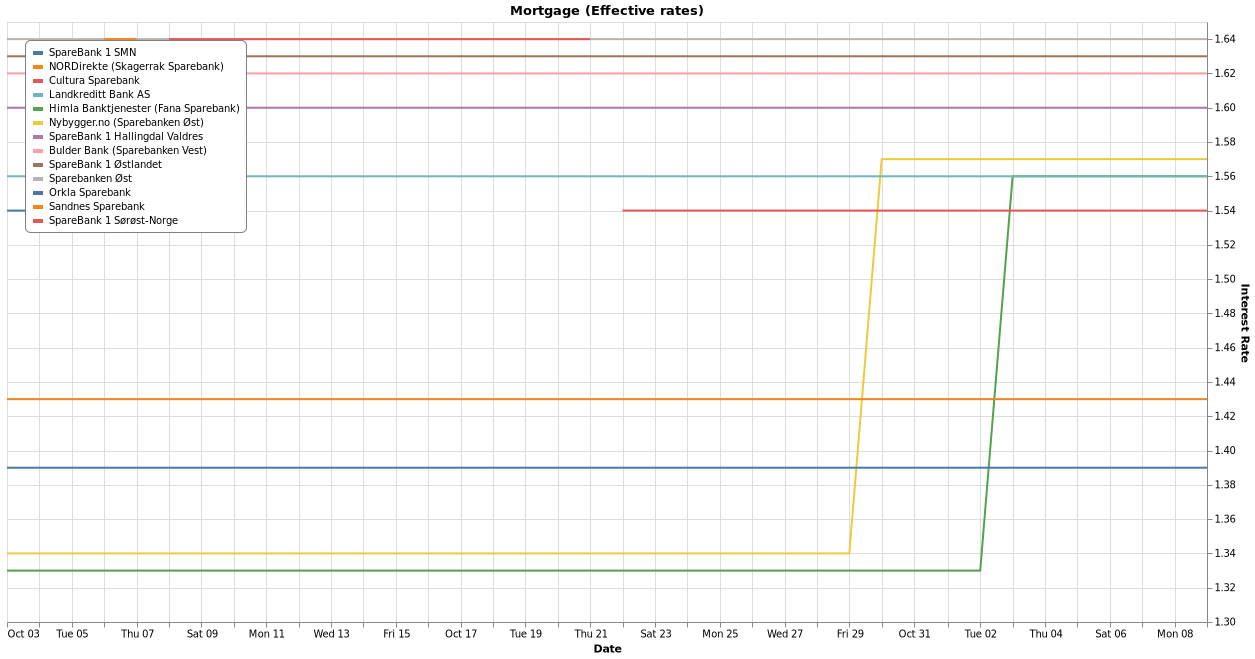 Mortgage (Effective rates)
SpareBank 1 SMN
NORDirekte (Skagerrak Sparebank)
Cultura Sparebank
Landkreditt Bank AS
Himla Banktjenester (Fana Sparebank)
Nybygger.no (Sparebanken Øst)
SpareBank 1 Hallingdal Valdres
Bulder Bank (Sparebanken Vest)
SpareBank 1 Østlandet
Sparebanken Øst
Orkla Sparebank
Sandnes Sparebank
SpareBank 1 Sørøst-Norge
1.64
1.62
1.60
1.58
1.56
1.54
1.52
1.50
1.48
1.46
1.44
1.42
1.40
1.38
1.36
1.34
1.32
1.30
Interest Rate
Oct 03 Tue 05 Thu 07 Sat 09 Mon 11 Wed 13 Fri 15 Oct 17 Tue 19 Thu 21 Sat 23 Mon 25 Wed 27 Fri 29 Oct 31 Tue 02 Thu 04 Sat 06 Mon 08
Date